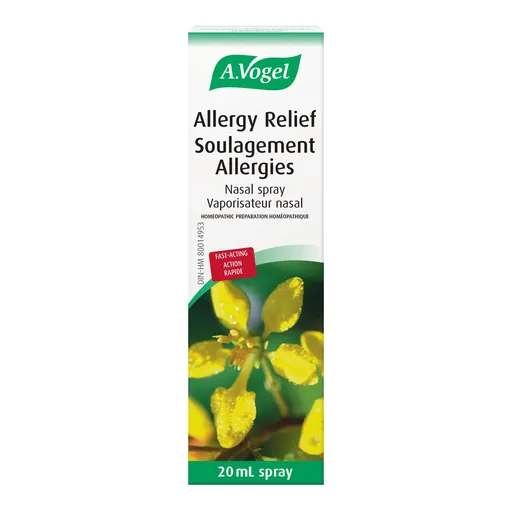 A.Vogel
Allergy Relief
Soulagement
Allergies
Nasal spray
Vaporisateur nasal
HOMEOPATHIC PREPARATION HOMÉOPATHIQUE
DIN-HM 80014953
FAST-ACTING
ACTION
RAPIDE
20 mL spray